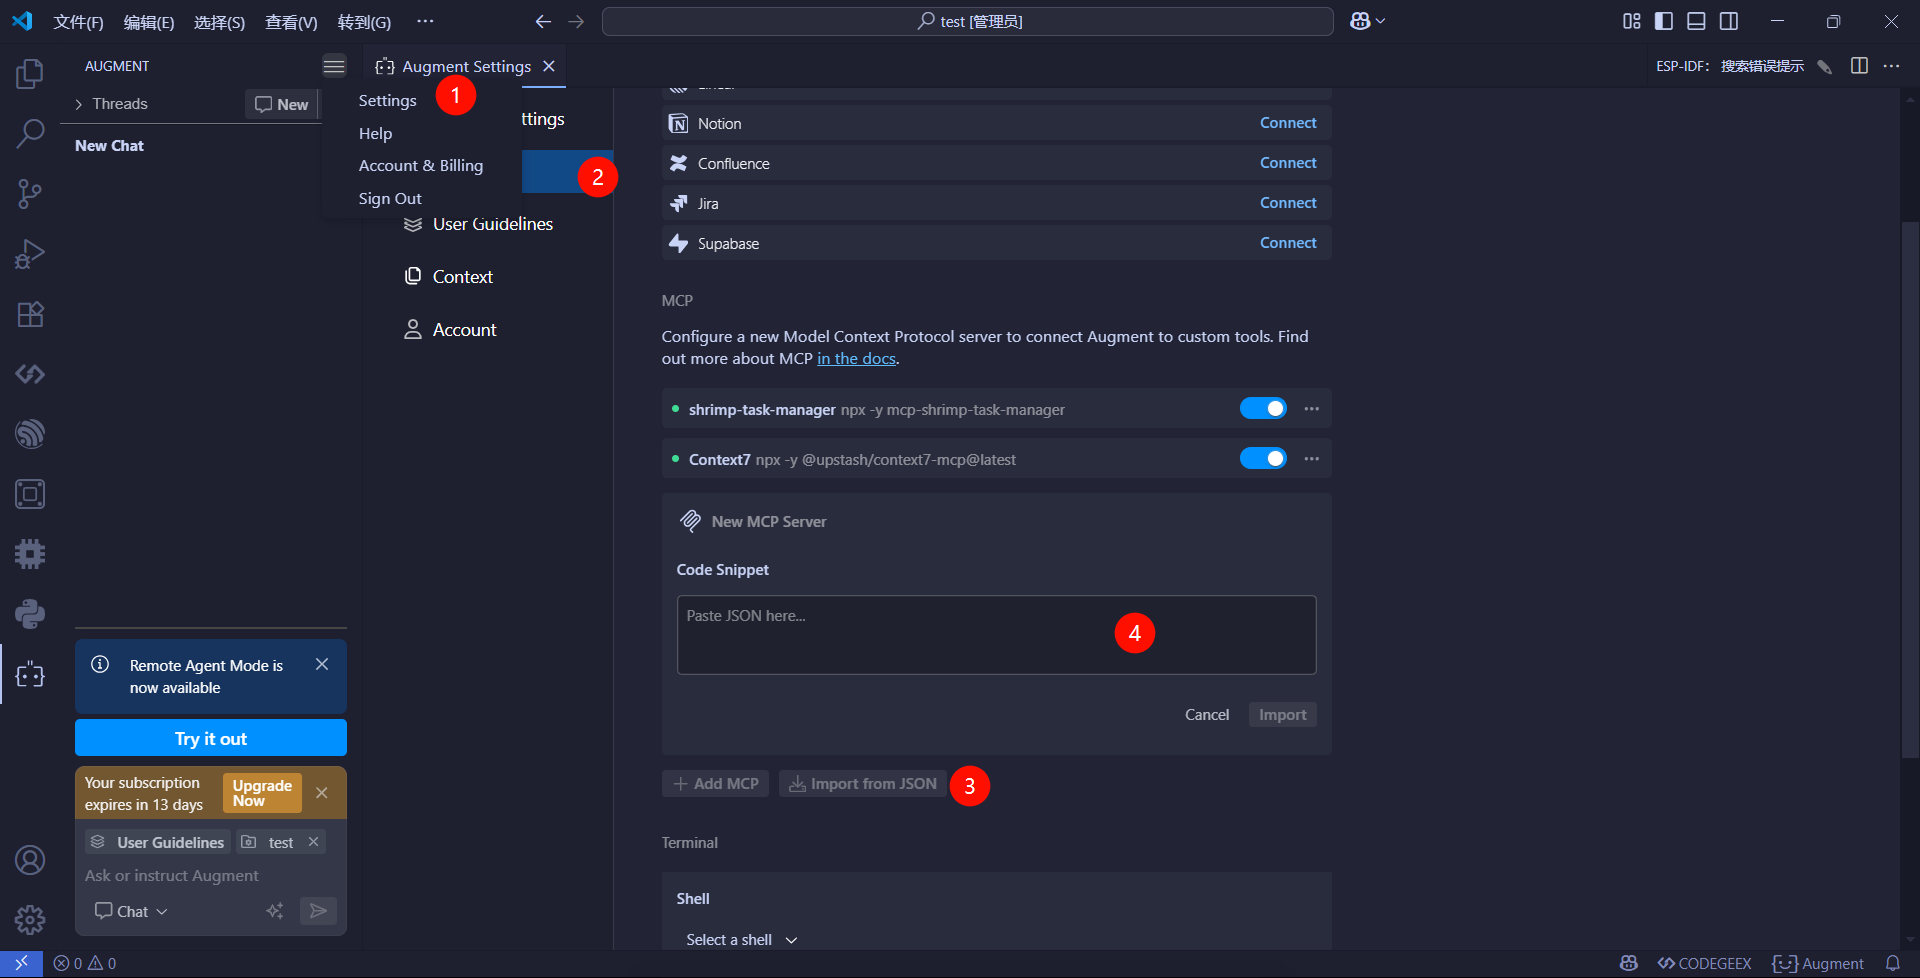 文件(F) 编辑(E) 选择(S) 查看(V) 转到(G) ···
test [管理员]
AUGMENT
Threads
New
New Chat
Settings
Help
Account & Billing
Sign Out
1
2
Augment Settings
ESP-IDF: 搜索错误提示
ttings
User Guidelines
Context
Account
Notion Connect
Confluence Connect
Jira Connect
Supabase Connect
MCP
Configure a new Model Context Protocol server to connect Augment to custom tools. Find
out more about MCP in the docs.
shrimp-task-manager npx -y mcp-shrimp-task-manager
Context7 npx -y @upstash/context7-mcp@latest
New MCP Server
Code Snippet
Paste JSON here...
4
Cancel Import
Add MCP Import from JSON
3
Terminal
Shell
Select a shell
Remote Agent Mode is
now available
Try it out
Your subscription
expires in 13 days
Upgrade
Now
User Guidelines test
Ask or instruct Augment
Chat
0 0
CODEGEEX Augment